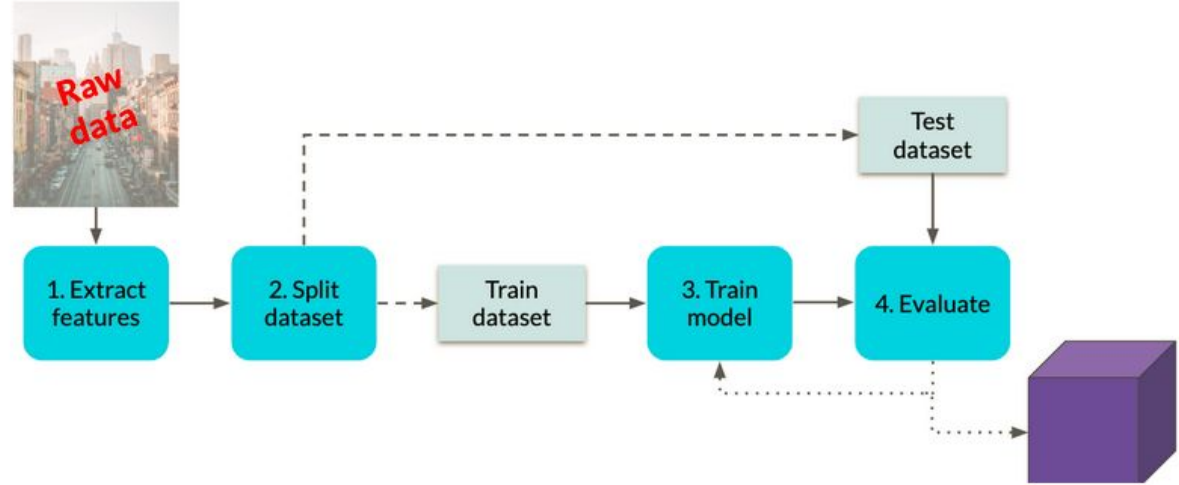 Raw
data
Test
dataset
1. Extract
features
2. Split
dataset
Train
dataset
3. Train
model
4. Evaluate